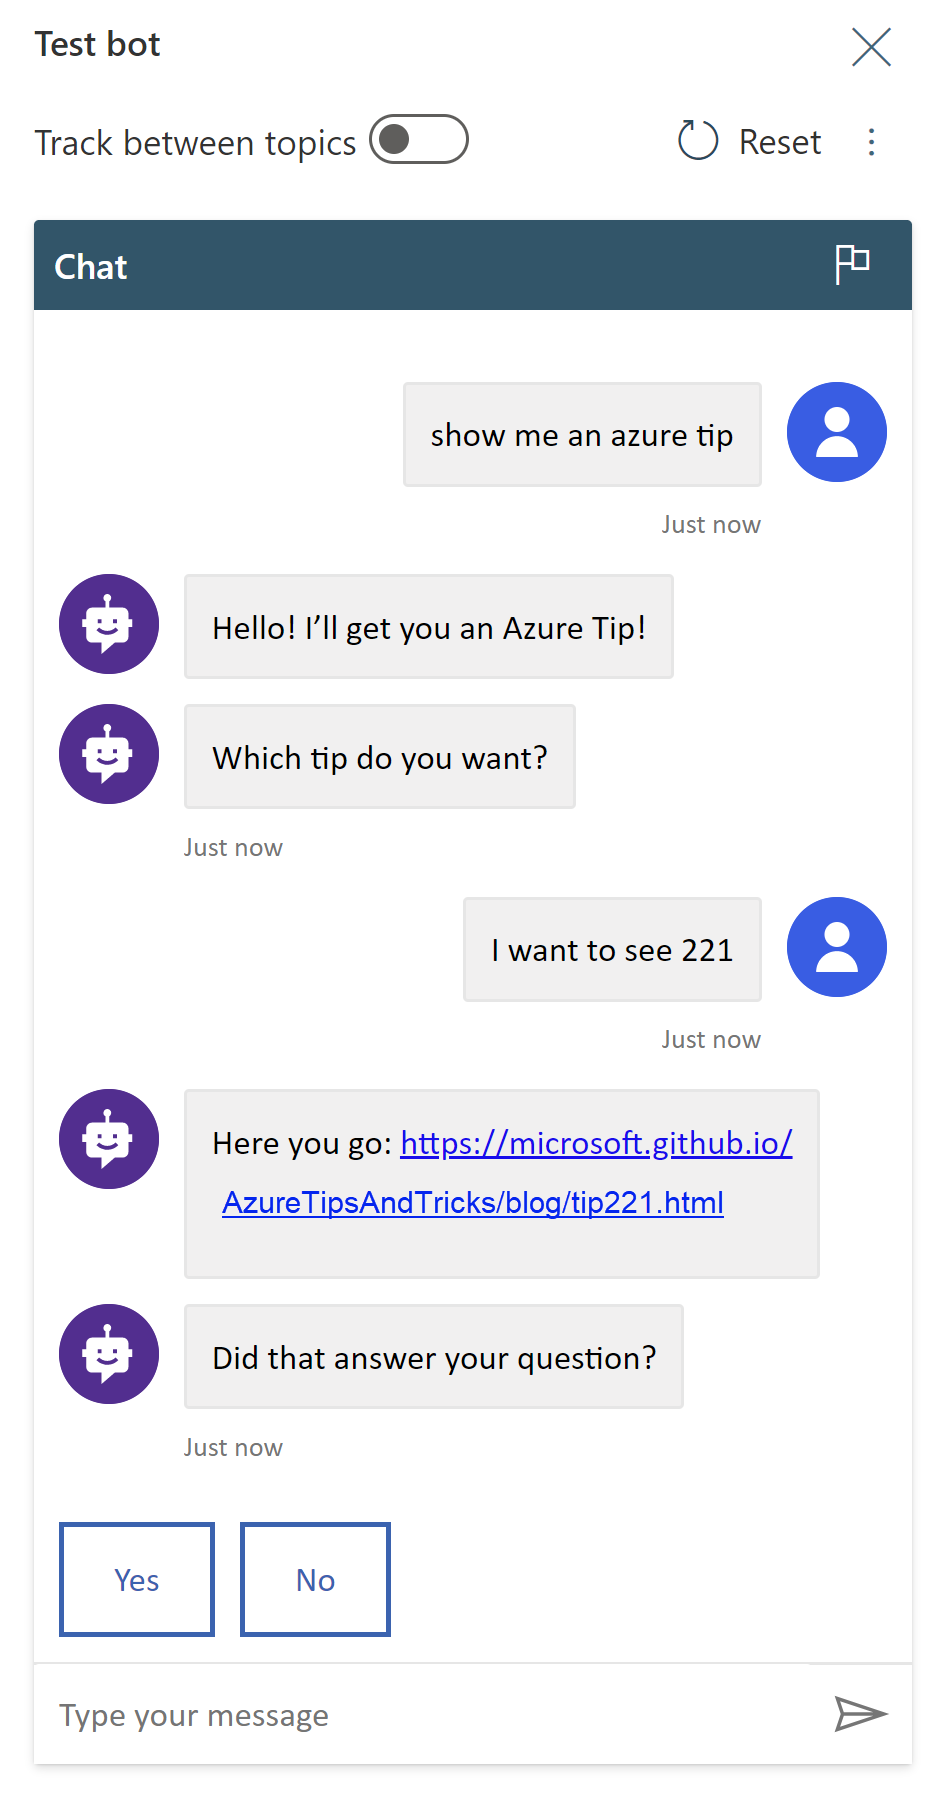 Test bot
Track between topics
Reset
Chat
show me an azure tip
Just now
Hello! I’ll get you an Azure Tip!
Which tip do you want?
Just now
I want to see 221
Just now
Here you go: https://microsoft.github.io/
AzureTipsAndTricks/blog/tip221.html
Did that answer your question?
Just now
Yes No
Type your message